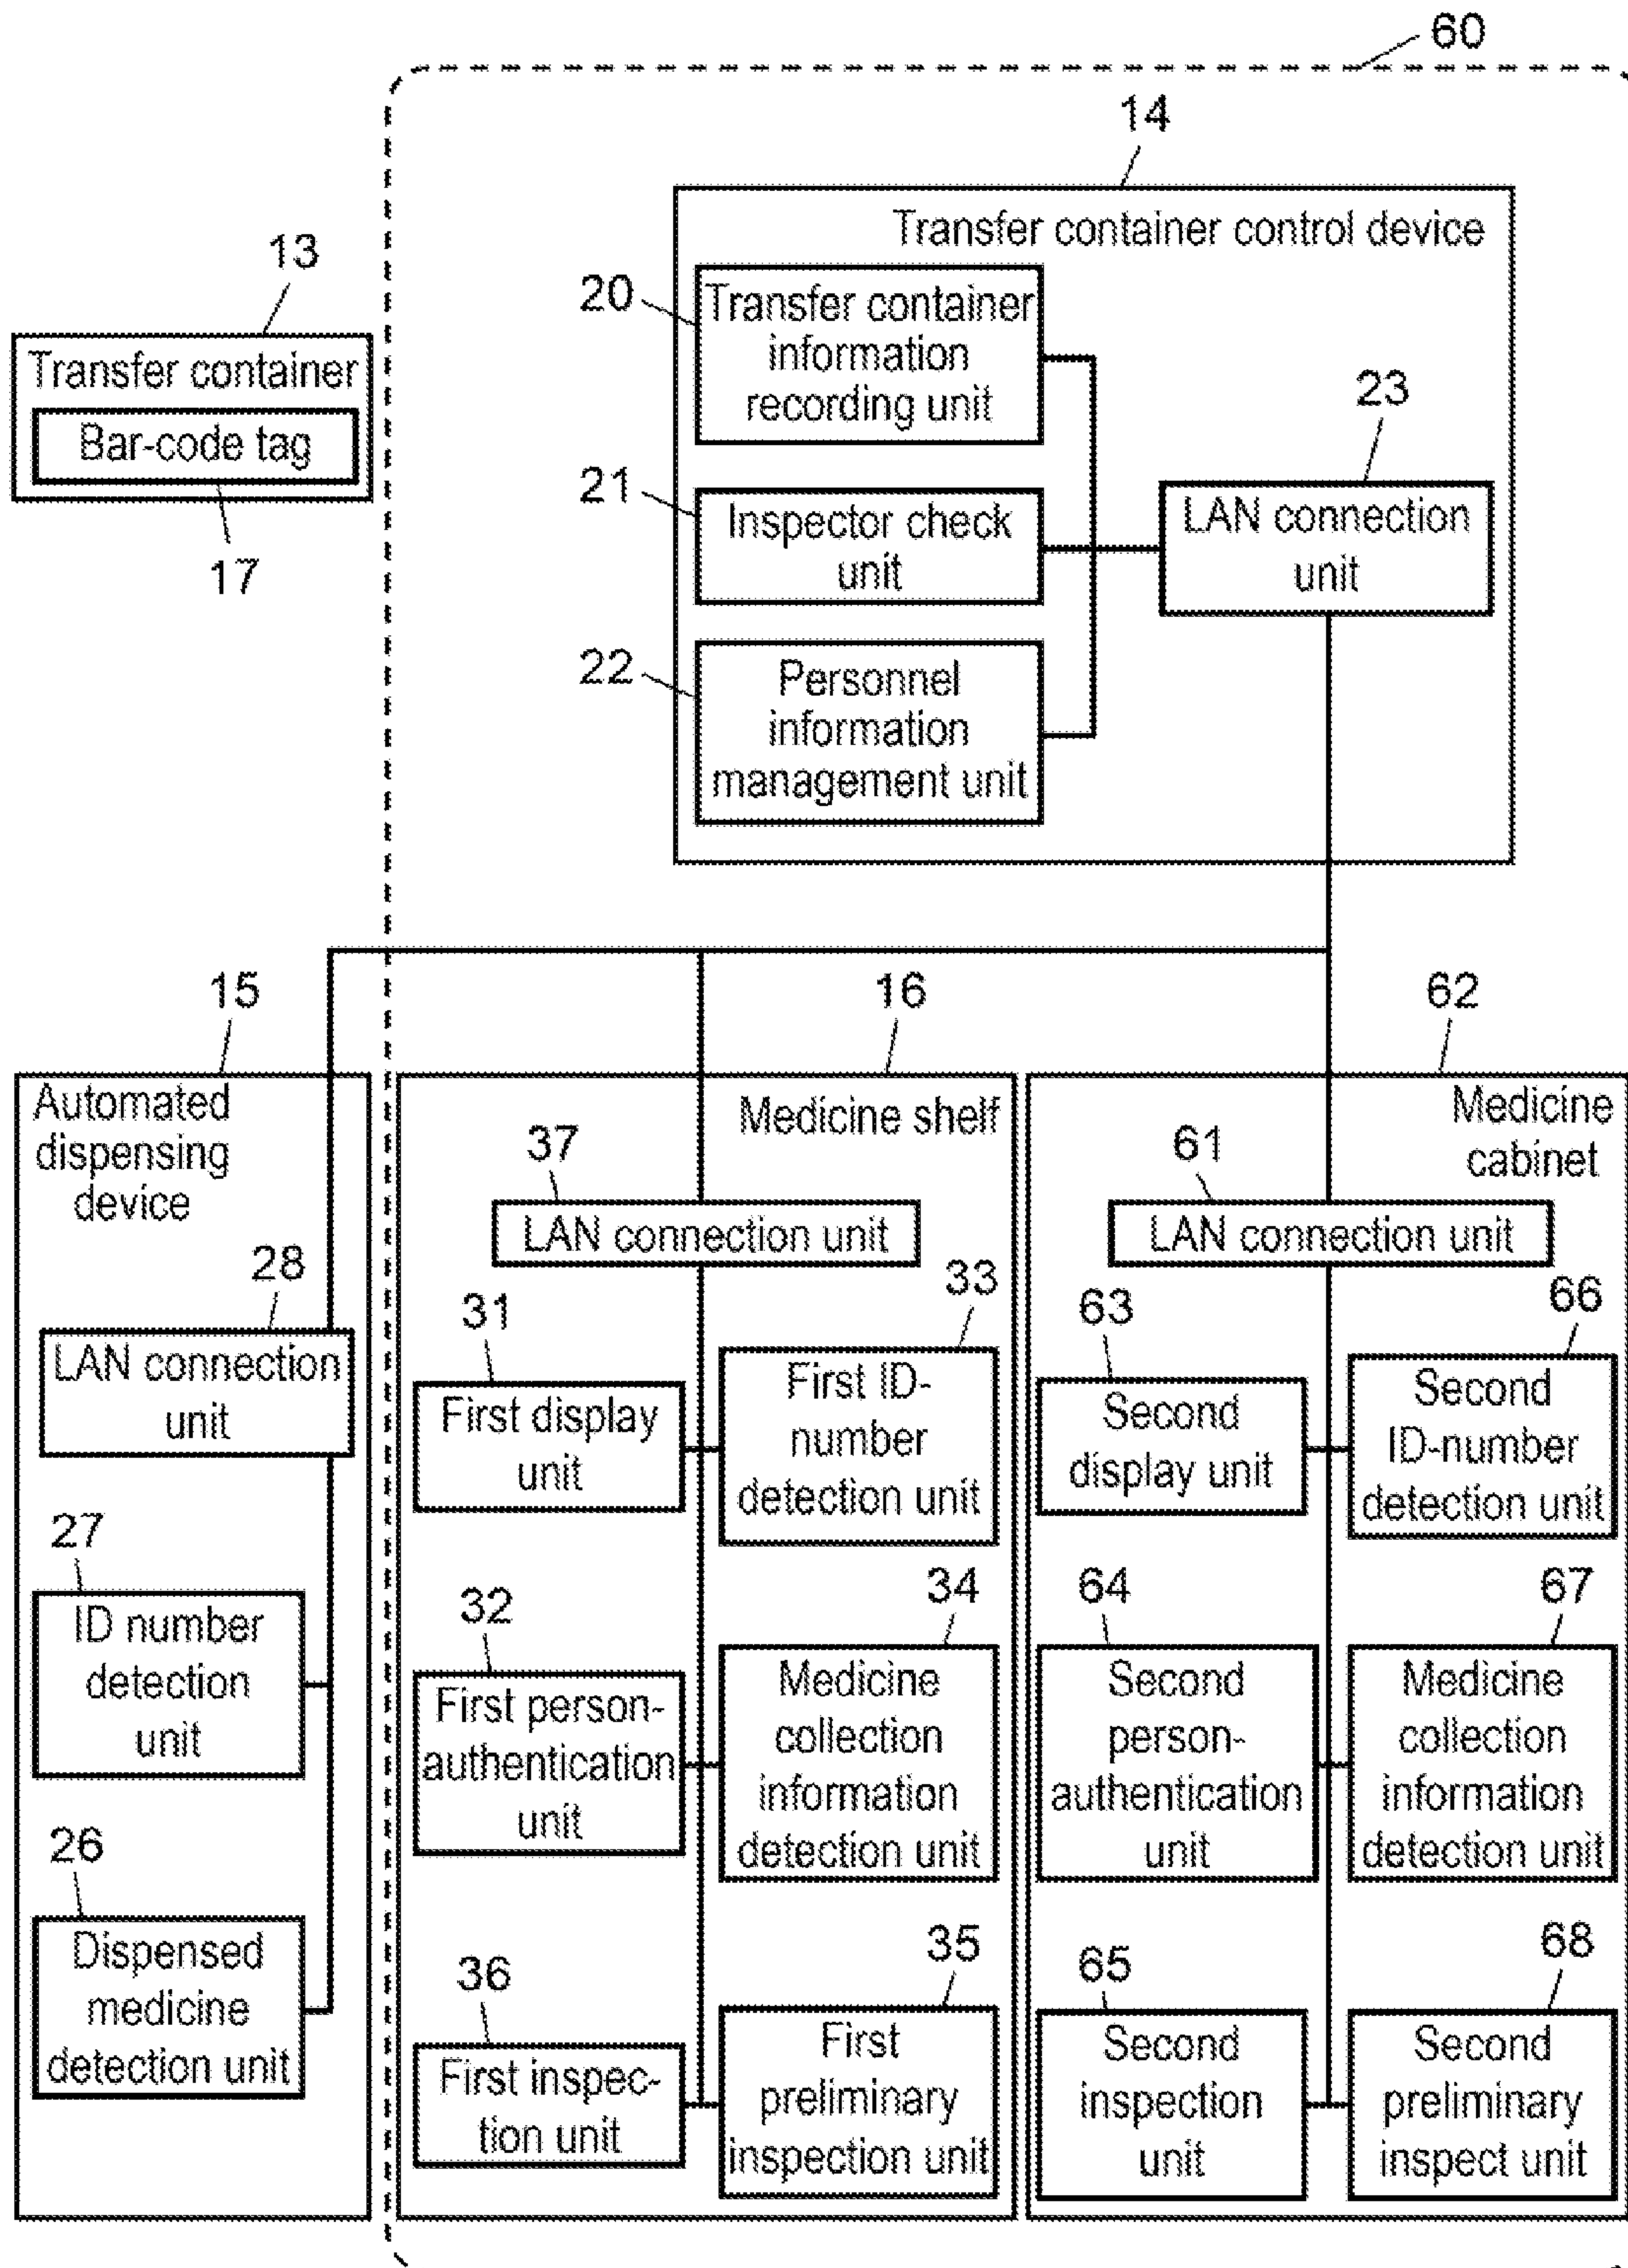 60
14
Transfer container control device
13
Transfer container
Bar-code tag
17
20
Transfer container
information
recording unit
21
Inspector check
unit
22
Personnel
information
management unit
23
LAN connection
unit
15
Automated
dispensing
device
28
LAN connection
unit
27
ID number
detection
unit
26
Dispensed
medicine
detection unit
16
Medicine shelf
37
LAN connection unit
31
First display
unit
33
First ID-
number
detection unit
32
First person-
authentication
unit
34
Medicine
collection
information
detection unit
36
First inspec-
tion unit
35
First
preliminary
inspection unit
62
Medicine
cabinet
61
LAN connection unit
63
Second
display unit
66
Second
ID-number
detection unit
64
Second
person-
authentication
unit
67
Medicine
collection
information
detection unit
65
Second
inspection
unit
68
Second
preliminary
inspect unit